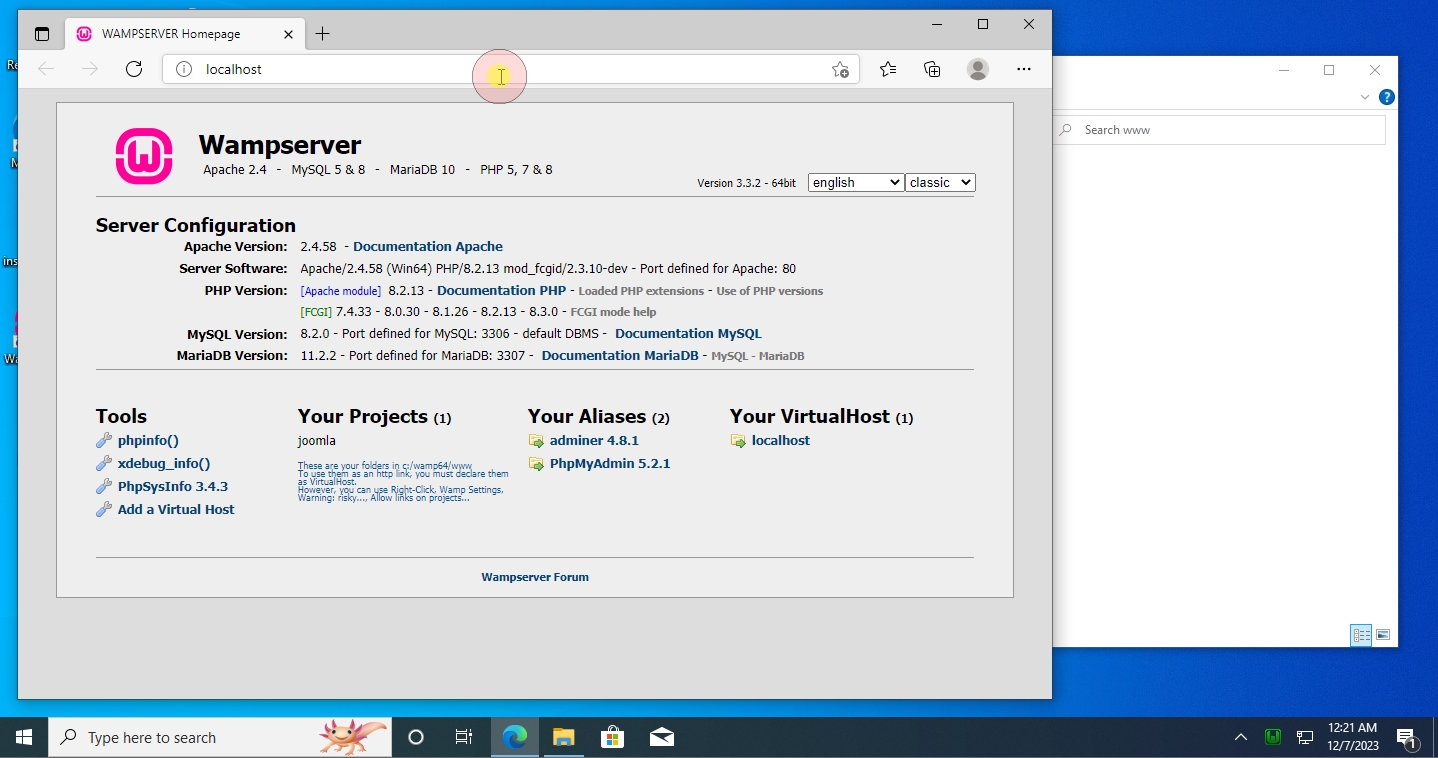 Re
WAMPSERVER Homepage
localhost
Search www
M
Wampserver
Apache 2.4 - MySQL 5 & 8 - MariaDB 10 - PHP 5, 7 & 8
Version 3.3.2 - 64bit english classic
Server Configuration
Apache Version: 2.4.58 - Documentation Apache
Server Software: Apache/2.4.58 (Win64) PHP/8.2.13 mod_fcgid/2.3.10-dev - Port defined for Apache: 80
PHP Version: [Apache module] 8.2.13 - Documentation PHP - Loaded PHP extensions - Use of PHP versions
[FCGI] 7.4.33 - 8.0.30 - 8.1.26 - 8.2.13 - 8.3.0 - FCGI mode help
MySQL Version: 8.2.0 - Port defined for MySQL: 3306 - default DBMS - Documentation MySQL
MariaDB Version: 11.2.2 - Port defined for MariaDB: 3307 - Documentation MariaDB - MySQL - MariaDB
ins
Wa
Tools
phpinfo()
xdebug_info()
PhpSysInfo 3.4.3
Add a Virtual Host
Your Projects (1)
joomla
These are your folders in c:/wamp64/www
To use them as an http link, you must declare them
as VirtualHost.
However, you can use Right-Click, Wamp Settings,
Warning: risky..., Allow links on projects...
Your Aliases (2)
adminer 4.8.1
PhpMyAdmin 5.2.1
Your VirtualHost (1)
localhost
Wampserver Forum
Type here to search
12:21 AM
12/7/2023
1